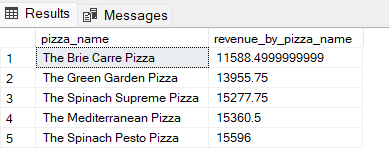 Results Messages
pizza_name revenue_by_pizza_name
1 The Brie Carre Pizza 11588.4999999999
2 The Green Garden Pizza 13955.75
3 The Spinach Supreme Pizza 15277.75
4 The Mediterranean Pizza 15360.5
5 The Spinach Pesto Pizza 15596